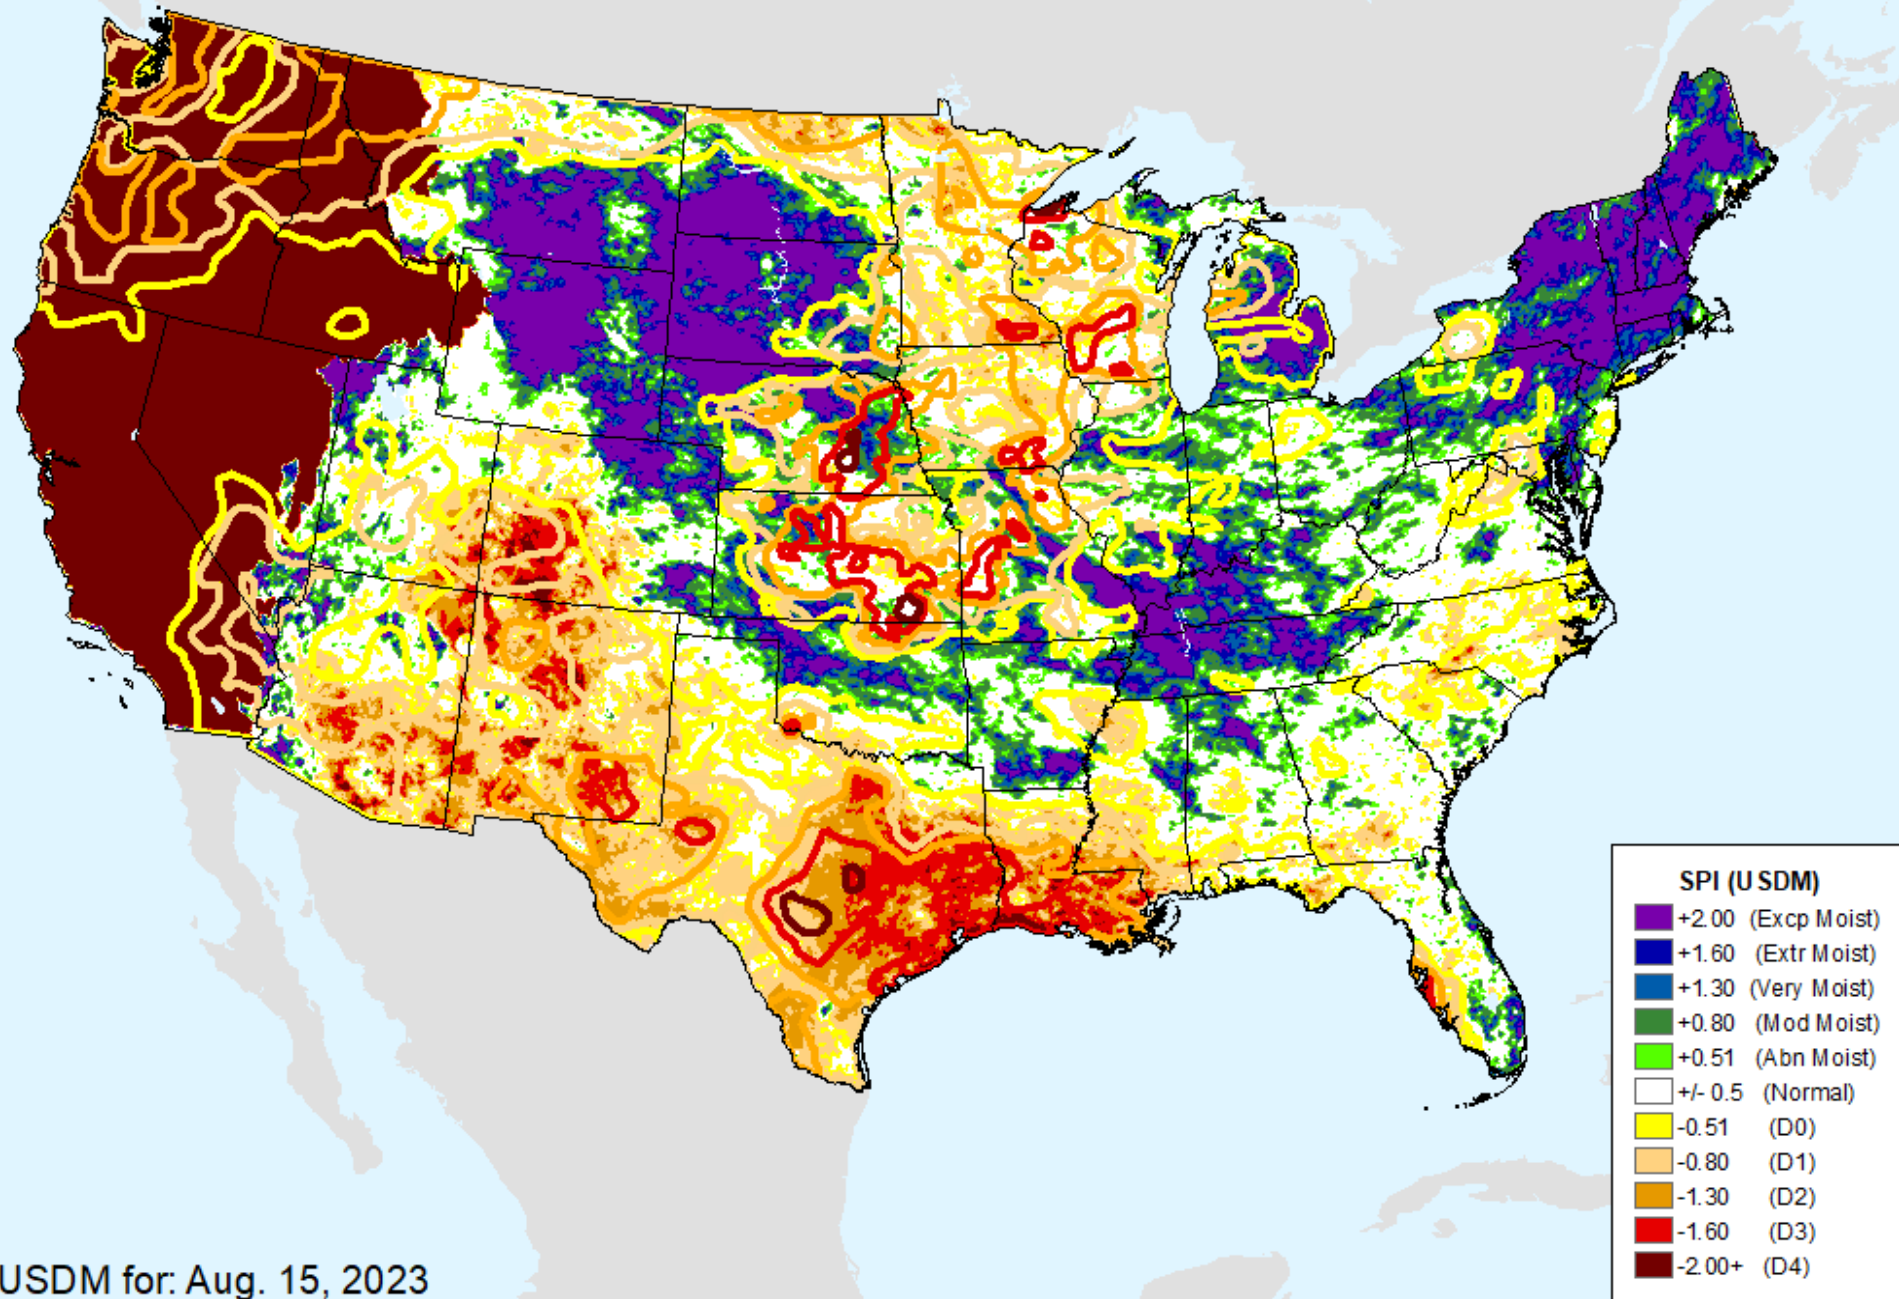 SPI (USDM)
+2.00 (Excp Moist)
+1.60 (Extr Moist)
+1.30 (Very Moist)
+0.80 (Mod Moist)
+0.51 (Abn Moist)
+/- 0.5 (Normal)
-0.51 (D0)
-0.80 (D1)
-1.30 (D2)
-1.60 (D3)
-2.00+ (D4)
USDM for: Aug. 15, 2023